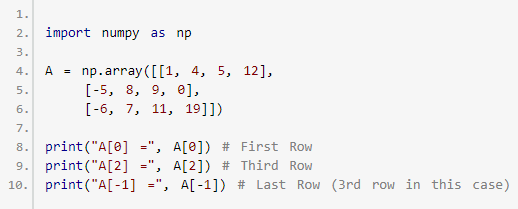 1.
2. import numpy as np
3.
4. A = np.array([[1, 4, 5, 12],
5.     [-5, 8, 9, 0],
6.     [-6, 7, 11, 19]])
7.
8. print("A[0] =", A[0]) # First Row
9. print("A[2] =", A[2]) # Third Row
10. print("A[-1] =", A[-1]) # Last Row (3rd row in this case)